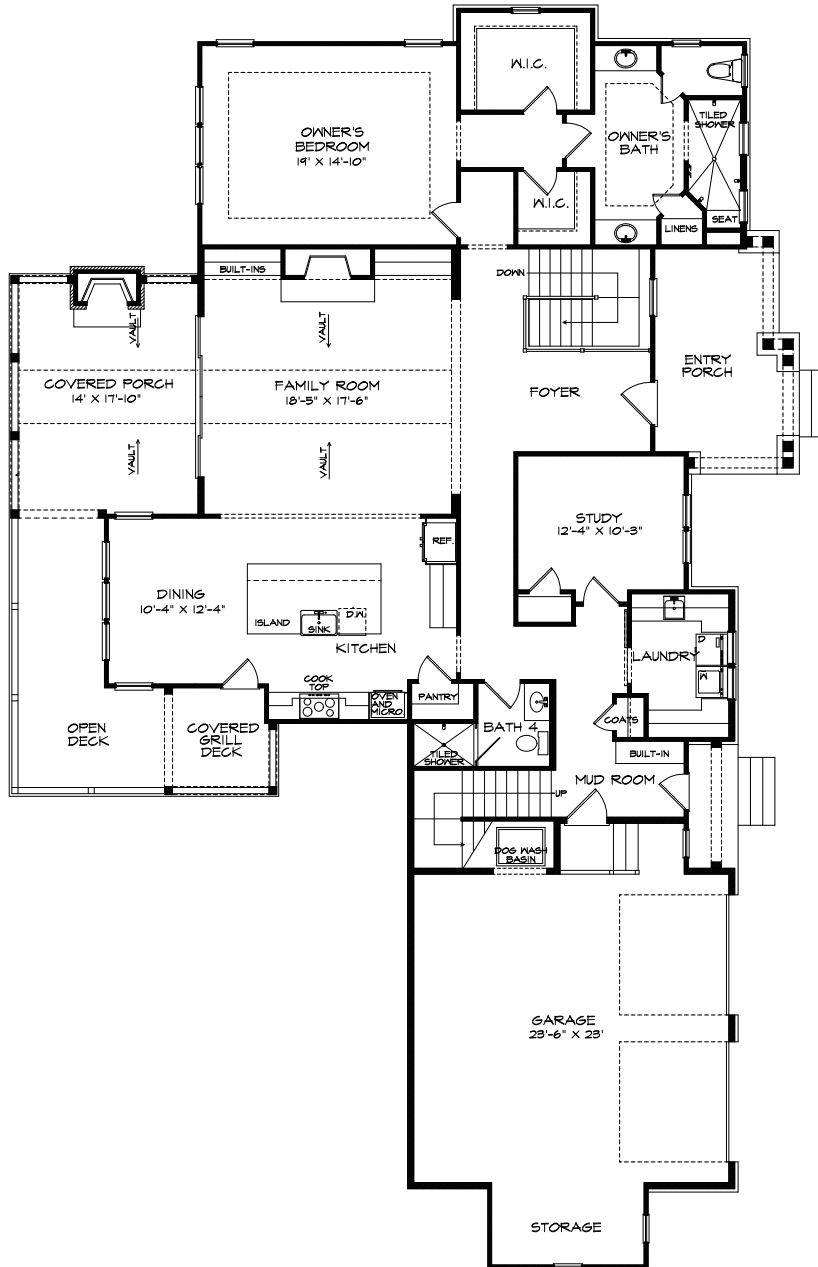 W.I.C.
OWNER'S
BEDROOM
19' X 14'-10"
OWNER'S
BATH
TILED
SHOWER
W.I.C.
SEAT
LINENS
BUILT-INS
DOWN
VAULT
VAULT
COVERED PORCH
14' X 17'-10"
FAMILY ROOM
18'-5" X 17'-6"
FOYER
ENTRY
PORCH
VAULT
VAULT
STUDY
12'-4" X 10'-3"
REF.
DINING
10'-4" X 12'-4"
ISLAND
SINK
D.W.
KITCHEN
D
LAUNDRY
W
COOK
TOP
OVEN
AND
MICRO.
PANTRY
OPEN
DECK
COVERED
GRILL
DECK
BATH 4
COATS
TILED
SHOWER
BUILT-IN
MUD ROOM
UP
DOG WASH
BASIN
GARAGE
23'-6" X 23'
STORAGE